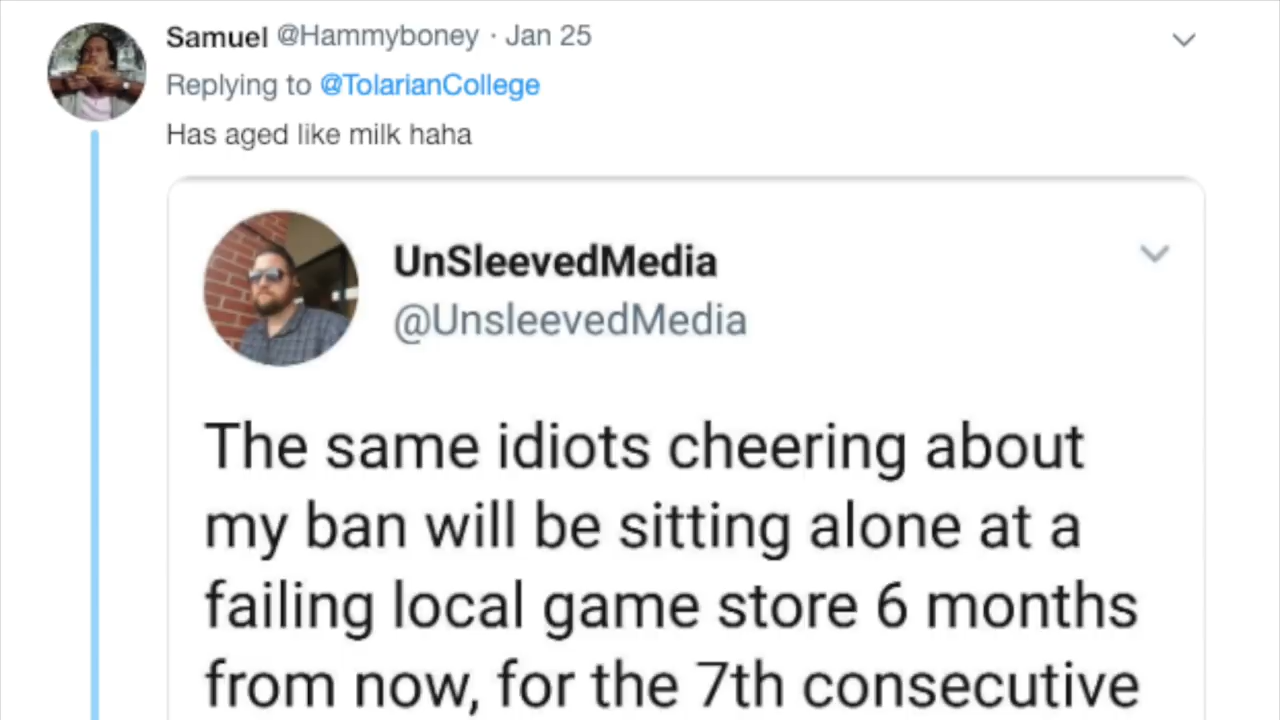 Samuel @Hammyboney · Jan 25
Replying to @TolarianCollege
Has aged like milk haha
UnSleevedMedia
@UnsleevedMedia
The same idiots cheering about
my ban will be sitting alone at a
failing local game store 6 months
from now, for the 7th consecutive